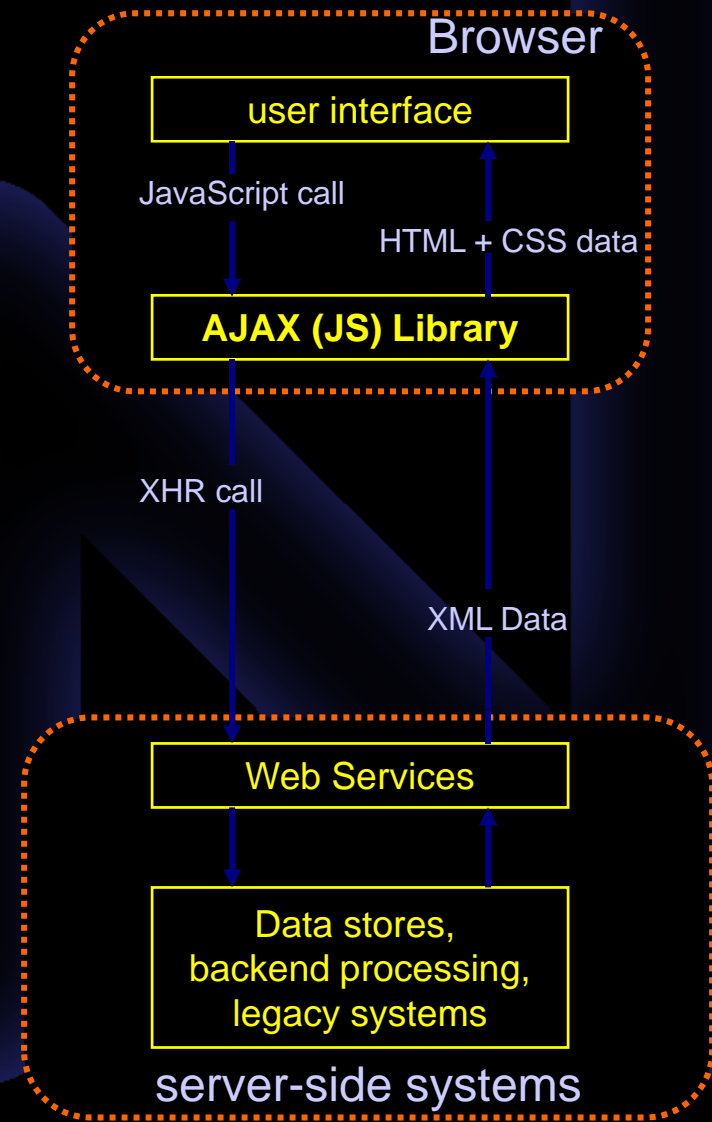 Browser
user interface
JavaScript call
HTML + CSS data
AJAX (JS) Library
XHR call
XML Data
Web Services
Data stores,
backend processing,
legacy systems
server-side systems